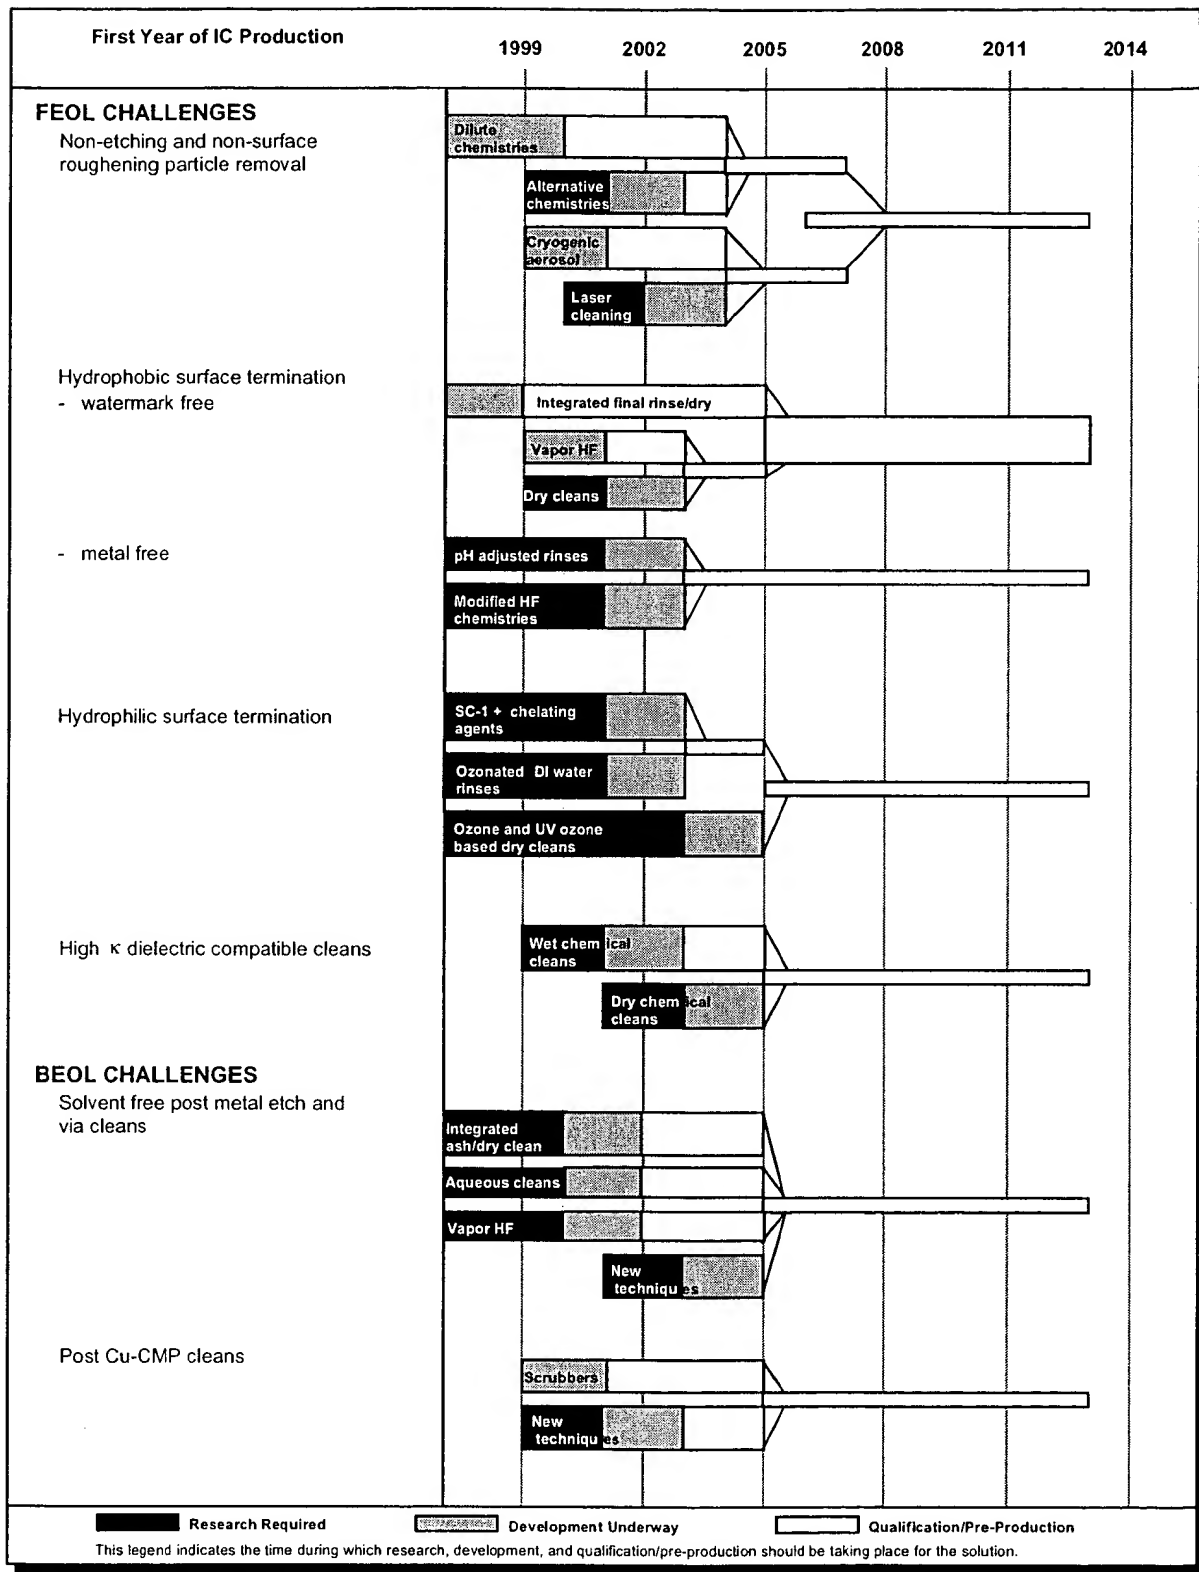 First Year of IC Production
1999 2002 2005 2008 2011 2014
FEOL CHALLENGES
Non-etching and non-surface
roughening particle removal
Dilute
chemistries
Alternative
chemistries
Cryogenic
aerosol
Laser
cleaning
Hydrophobic surface termination
- watermark free
Integrated final rinse/dry
Vapor HF
Dry cleans
- metal free
pH adjusted rinses
Modified HF
chemistries
Hydrophilic surface termination
SC-1 + chelating
agents
Ozonated DI water
rinses
Ozone and UV ozone
based dry cleans
High κ dielectric compatible cleans
Wet chemical
cleans
Dry chemical
cleans
BEOL CHALLENGES
Solvent free post metal etch and
via cleans
Integrated
ash/dry clean
Aqueous cleans
Vapor HF
New
techniques
Post Cu-CMP cleans
Scrubbers
New
techniques
Research Required Development Underway Qualification/Pre-Production
This legend indicates the time during which research, development, and qualification/pre-production should be taking place for the solution.